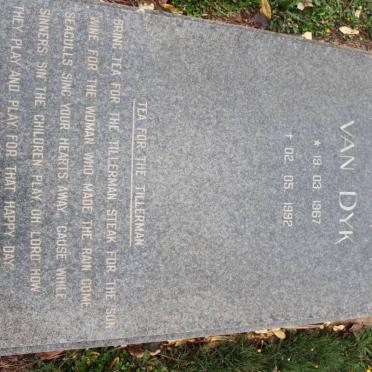 VAN DYK
* 19. 03. 1967
† 02. 05. 1992
TEA FOR THE TILLERMAN
BRING TEA FOR THE TILLERMAN STEAK FOR THE SUN
WINE FOR THE WOMAN WHO MADE THE RAIN COME
SEAGULLS SING YOUR HEARTS AWAY CAUSE WHILE
SINNERS SIN THE CHILDREN PLAY OH LORD HOW
THEY PLAY AND PLAY FOR THAT HAPPY DAY